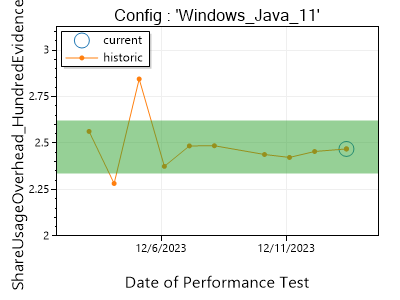 Config : 'Windows_Java_11'
current
historic
ShareUsageOverhead_HundredEvidence
3
2.75
2.5
2.25
2
12/6/2023
12/11/2023
Date of Performance Test